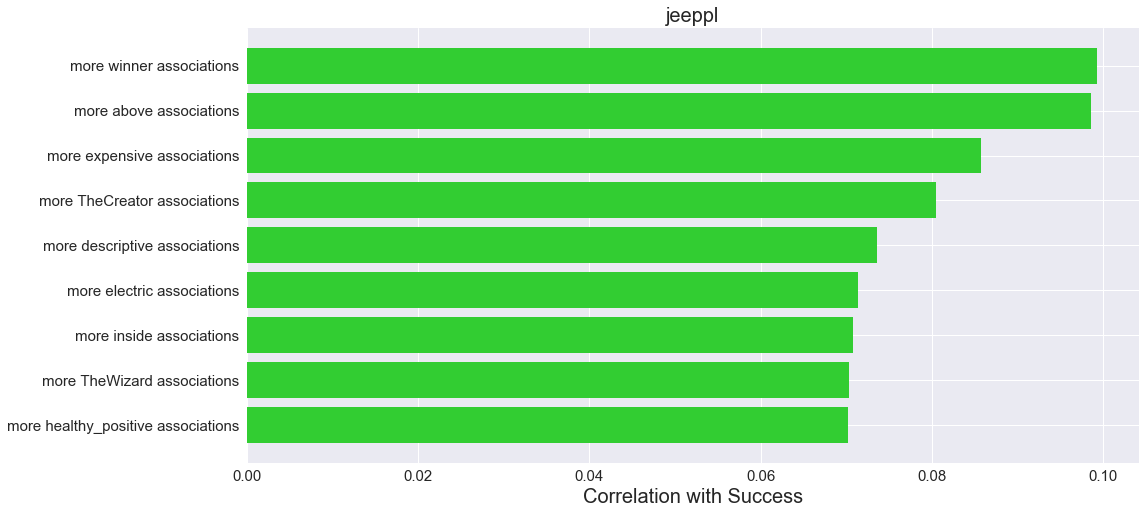 jeeppl
more winner associations
more above associations
more expensive associations
more TheCreator associations
more descriptive associations
more electric associations
more inside associations
more TheWizard associations
more healthy_positive associations
0.00 0.02 0.04 0.06 0.08 0.10
Correlation with Success